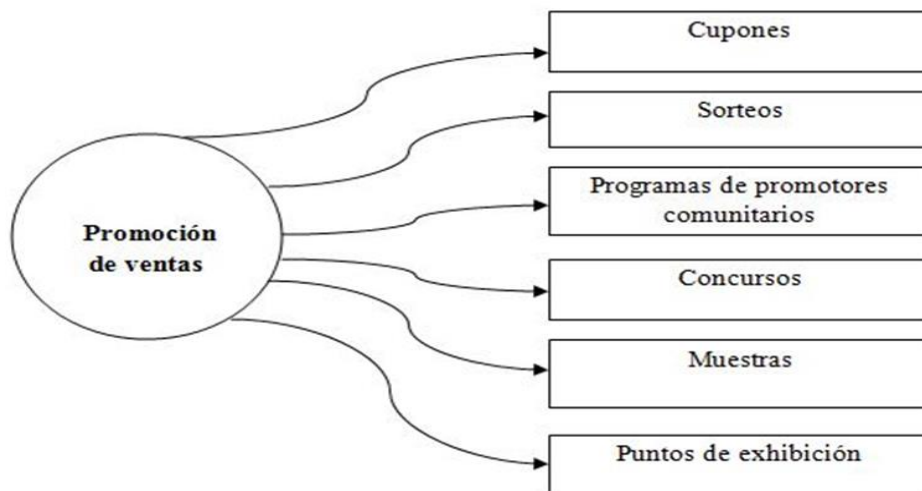 Cupones
Sorteos
Programas de promotores
comunitarios
Promoción
de ventas
Concursos
Muestras
Puntos de exhibición